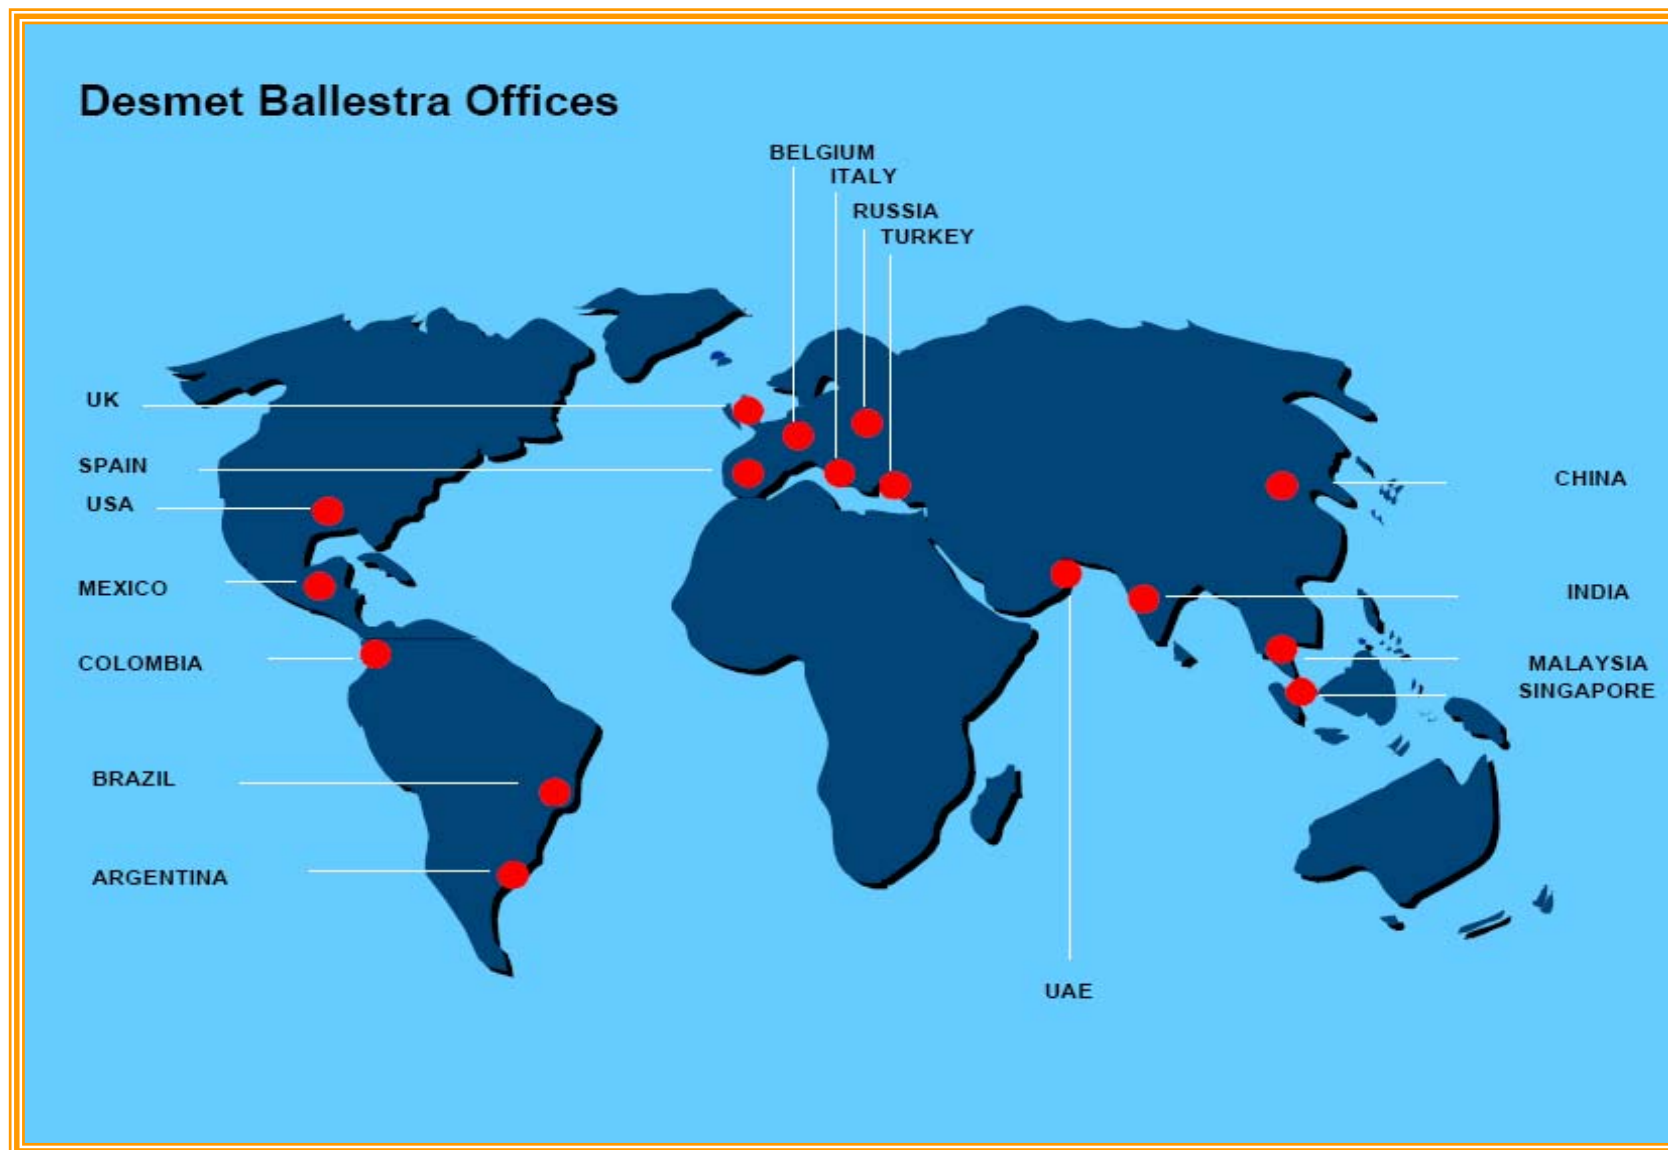 Desmet Ballestra Offices
BELGIUM
ITALY
RUSSIA
TURKEY
UK
SPAIN
USA
MEXICO
COLOMBIA
BRAZIL
ARGENTINA
CHINA
INDIA
MALAYSIA
SINGAPORE
UAE